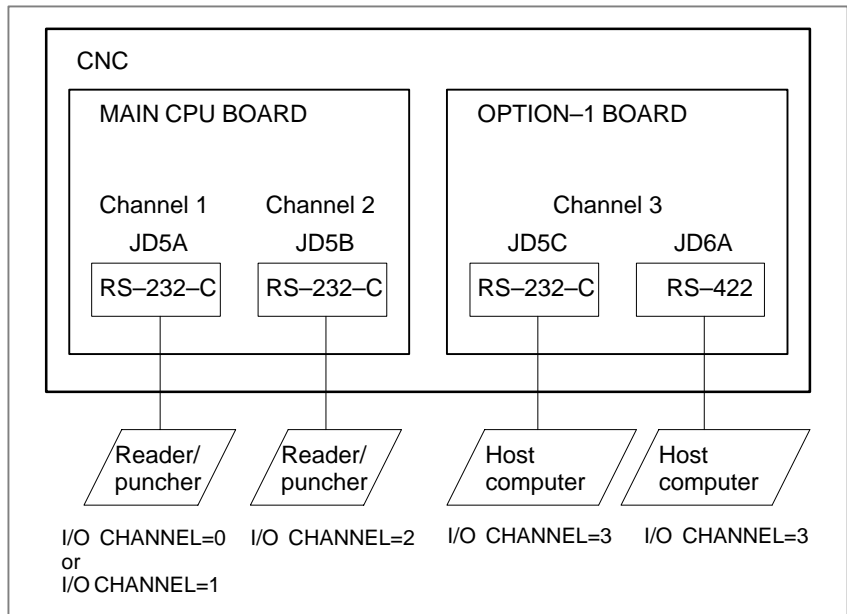 CNC
MAIN CPU BOARD
OPTION–1 BOARD
Channel 1
Channel 2
Channel 3
JD5A
JD5B
JD5C
JD6A
RS–232–C
RS–232–C
RS–232–C
RS–422
Reader/
puncher
Reader/
puncher
Host
computer
Host
computer
I/O CHANNEL=0
or
I/O CHANNEL=1
I/O CHANNEL=2
I/O CHANNEL=3
I/O CHANNEL=3